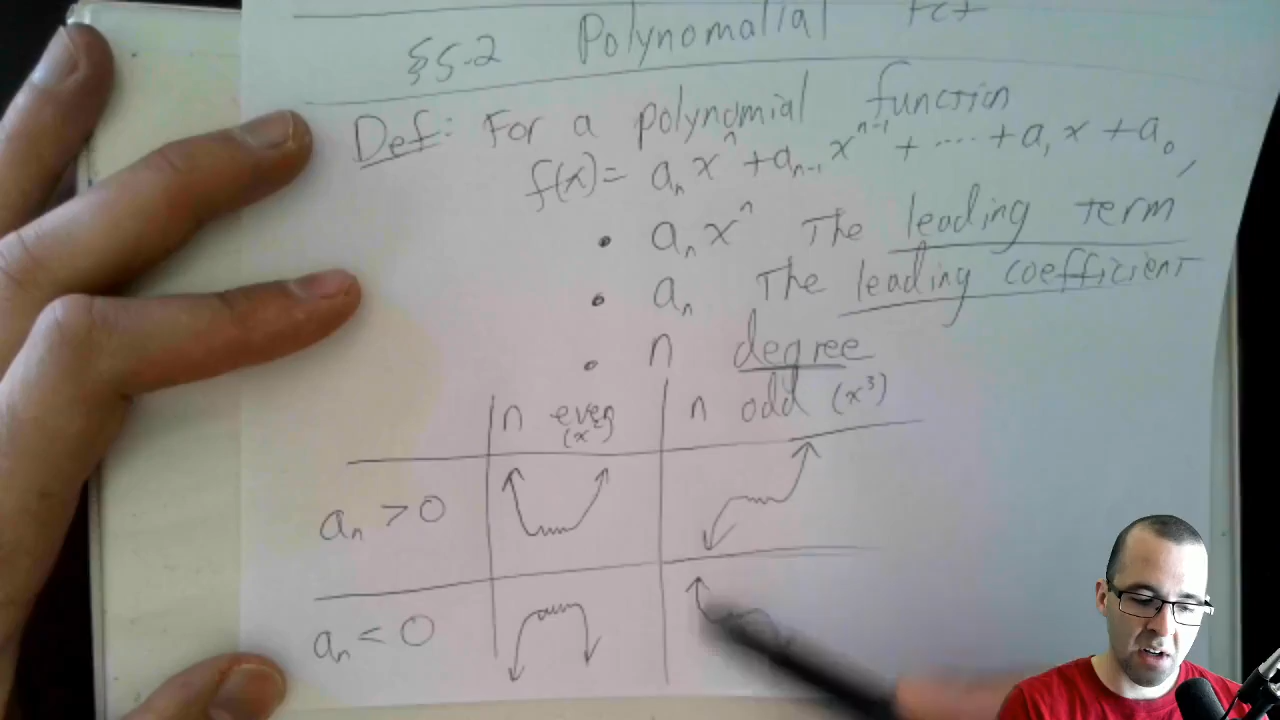 §5.2 Polynomatial Fct
Def: For a polynomial function
f(x)= aₙxⁿ+aₙ₋₁xⁿ⁻¹+....+a₁x+a₀,
• aₙxⁿ The leading term
• aₙ The leading coefficient
• n degree
n even n odd (x³)
(x²)
aₙ > 0
aₙ < 0